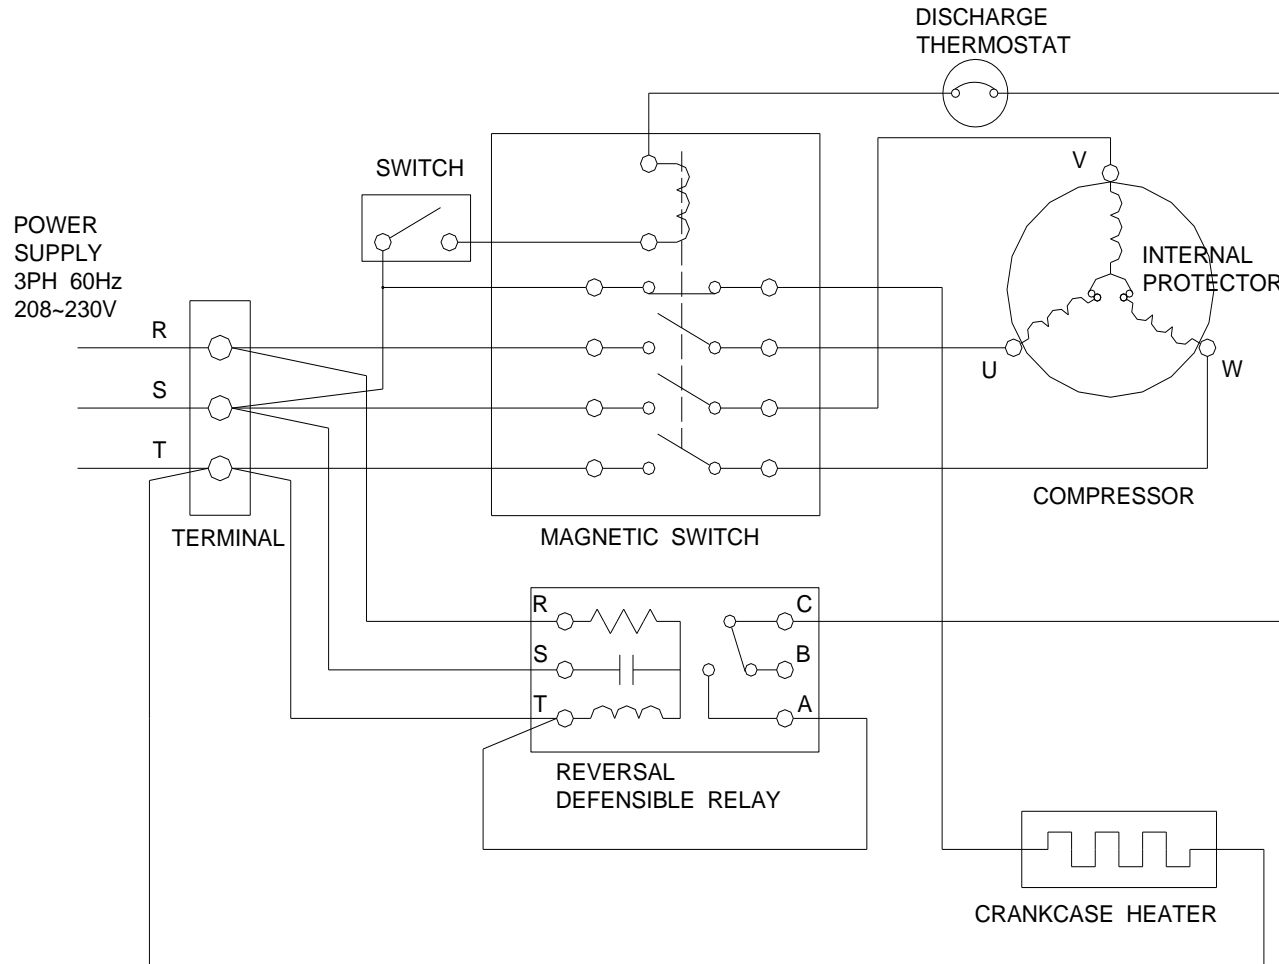 DISCHARGE
THERMOSTAT
SWITCH
V
POWER
SUPPLY
3PH 60Hz
208~230V
INTERNAL
PROTECTOR
R
U
W
S
T
COMPRESSOR
TERMINAL
MAGNETIC SWITCH
R
C
S
B
T
A
REVERSAL
DEFENSIBLE RELAY
CRANKCASE HEATER